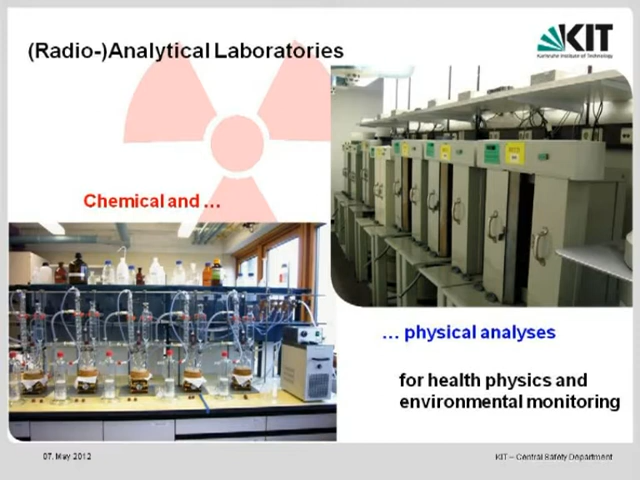 (Radio-)Analytical Laboratories
KIT
Karlsruhe Institute of Technology
Chemical and ...
... physical analyses
for health physics and
environmental monitoring
07. May 2012
KIT – Central Safety Department